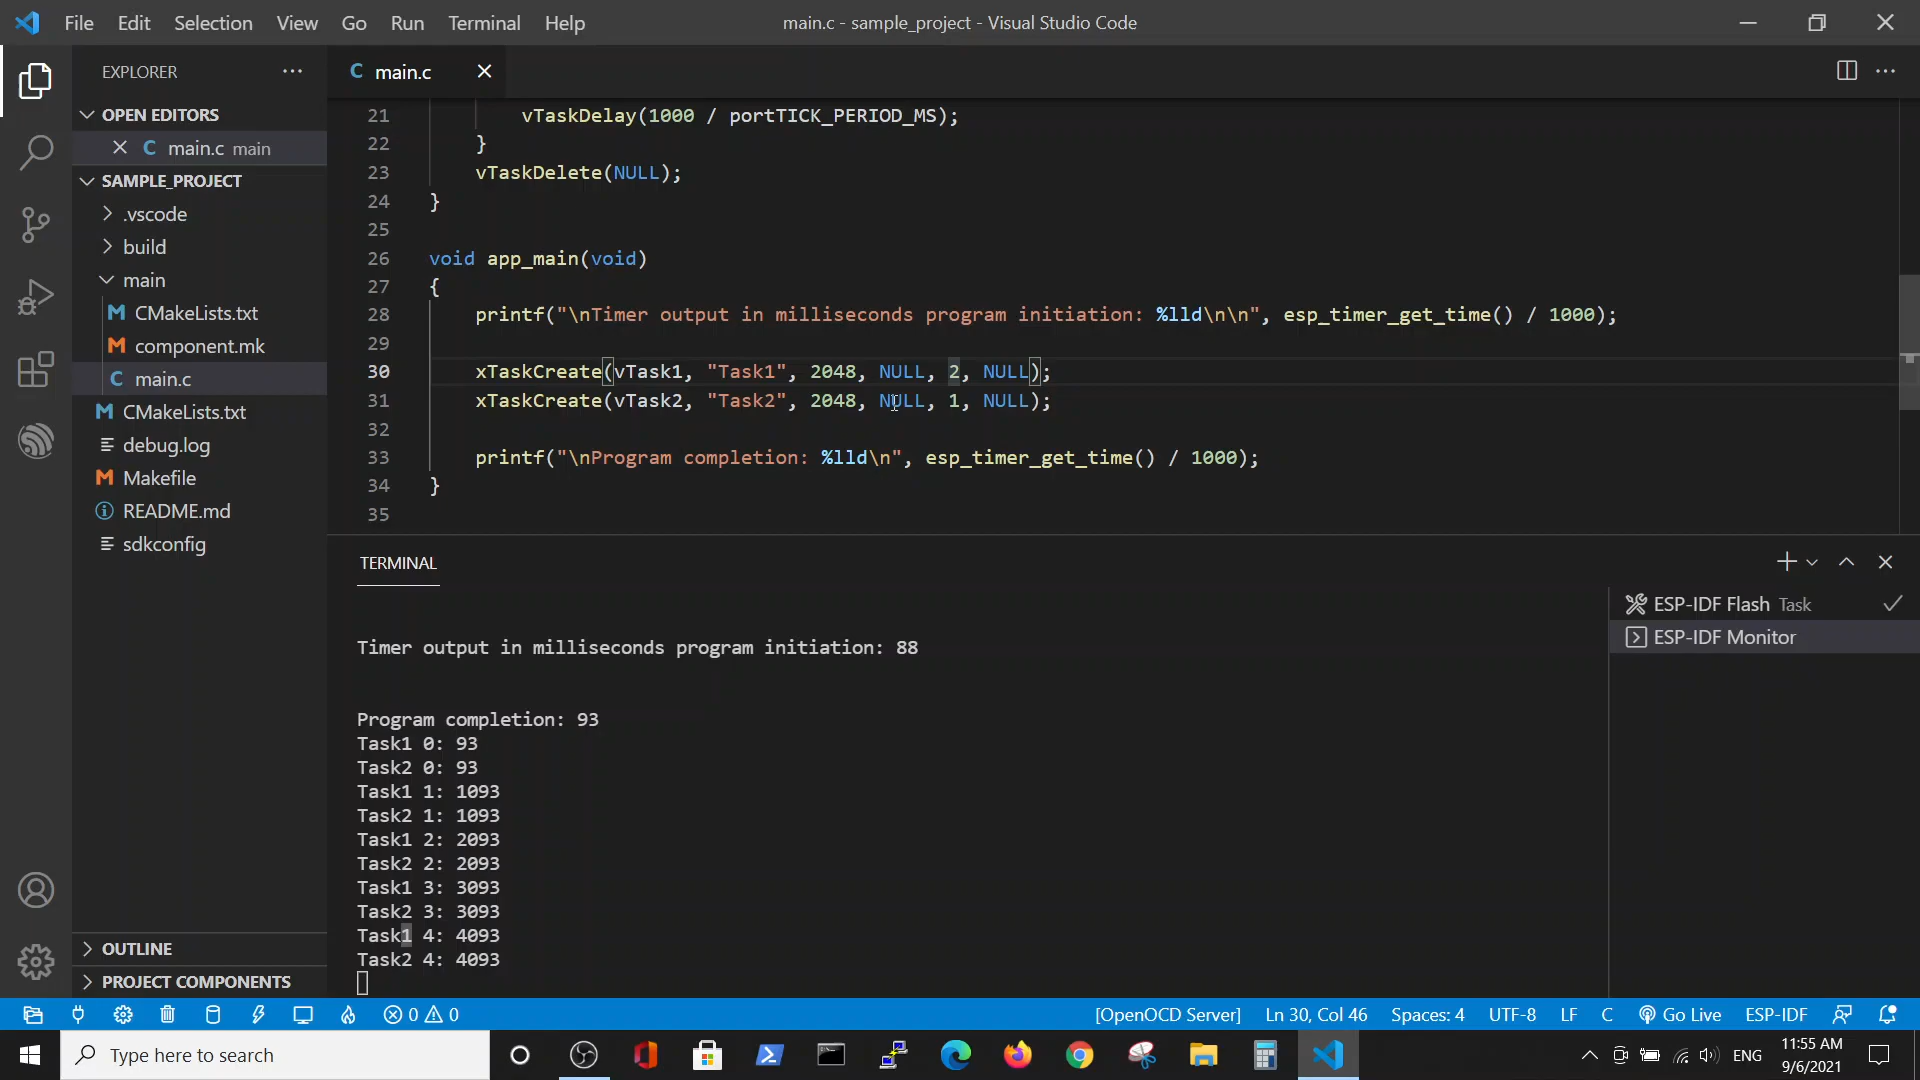 File Edit Selection View Go Run Terminal Help
main.c - sample_project - Visual Studio Code
EXPLORER
OPEN EDITORS
main.c main
SAMPLE_PROJECT
.vscode
build
main
CMakeLists.txt
component.mk
main.c
CMakeLists.txt
debug.log
Makefile
README.md
sdkconfig
OUTLINE
PROJECT COMPONENTS
main.c
21 vTaskDelay(1000 / portTICK_PERIOD_MS);
22 }
23 vTaskDelete(NULL);
24 }
25
26 void app_main(void)
27 {
28 printf("\nTimer output in milliseconds program initiation: %lld\n\n", esp_timer_get_time() / 1000);
29
30 xTaskCreate(vTask1, "Task1", 2048, NULL, 2, NULL);
31 xTaskCreate(vTask2, "Task2", 2048, NULL, 1, NULL);
32
33 printf("\nProgram completion: %lld\n", esp_timer_get_time() / 1000);
34 }
35
TERMINAL
Timer output in milliseconds program initiation: 88
Program completion: 93
Task1 0: 93
Task2 0: 93
Task1 1: 1093
Task2 1: 1093
Task1 2: 2093
Task2 2: 2093
Task1 3: 3093
Task2 3: 3093
Task1 4: 4093
Task2 4: 4093
ESP-IDF Flash Task
ESP-IDF Monitor
0 0 [OpenOCD Server] Ln 30, Col 46 Spaces: 4 UTF-8 LF C Go Live ESP-IDF
Type here to search
ENG
11:55 AM
9/6/2021